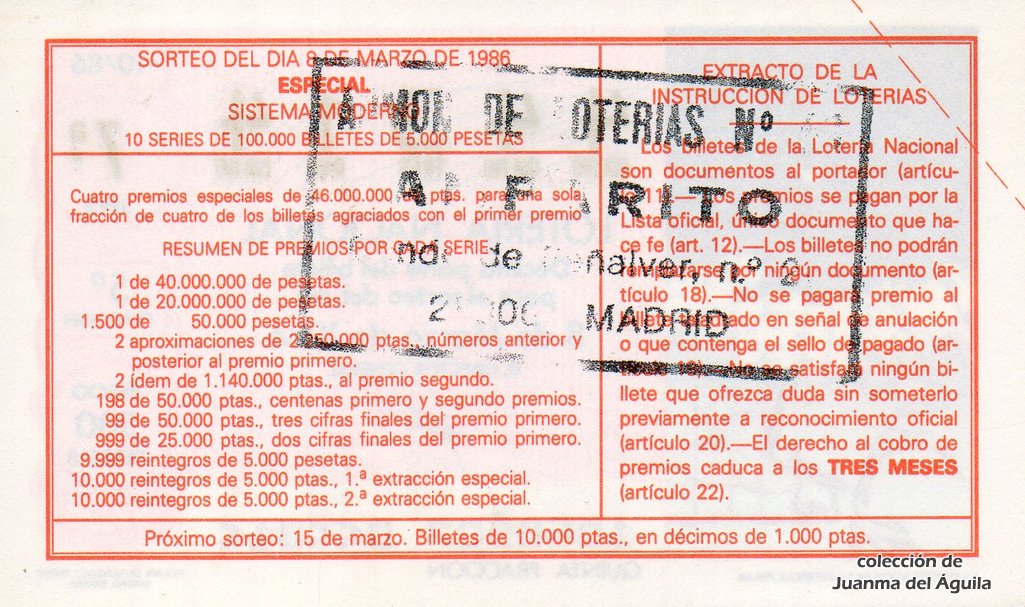 SORTEO DEL DIA 8 DE MARZO DE 1986
ESPECIAL
SISTEMA MODERNO
10 SERIES DE 100.000 BILLETES DE 5.000 PESETAS
Cuatro premios especiales de 46.000.000 de ptas. para una sola
fracción de cuatro de los billetes agraciados con el primer premio
RESUMEN DE PREMIOS POR CADA SERIE
1 de 40.000.000 de pesetas.
1 de 20.000.000 de pesetas.
1.500 de 50.000 pesetas.
2 aproximaciones de ptas., números anterior y
posterior al premio primero.
2 ídem de 1.140.000 ptas., al premio segundo.
198 de 50.000 ptas., centenas primero y segundo premios.
99 de 50.000 ptas., tres cifras finales del premio primero.
999 de 25.000 ptas., dos cifras finales del premio primero.
9.999 reintegros de 5.000 pesetas.
10.000 reintegros de 5.000 ptas., 1.ª extracción especial.
10.000 reintegros de 5.000 ptas., 2.ª extracción especial.
EXTRACTO DE LA
INSTRUCCIÓN DE LOTERIAS
Los billetes de la Lotería Nacional
son documentos al portador (artícu-
lo 11).—Los premios se pagan por la
Lista oficial, único documento que ha-
ce fe (art. 12).—Los billetes no podrán
remplazarse por ningún documento (ar-
tículo 18).—No se pagará premio al
billete taladrado en señal de anulación
o que contenga el sello de pagado (ar-
No se satisfará ningún bi-
llete que ofrezca duda sin someterlo
previamente a reconocimiento oficial
(artículo 20).—El derecho al cobro de
premios caduca a los TRES MESES
(artículo 22).
Próximo sorteo: 15 de marzo. Billetes de 10.000 ptas., en décimos de 1.000 ptas.
DE LOTERIAS Nº
de
MADRID
QUINTA FRACCION
colección de
Juanma del Águila